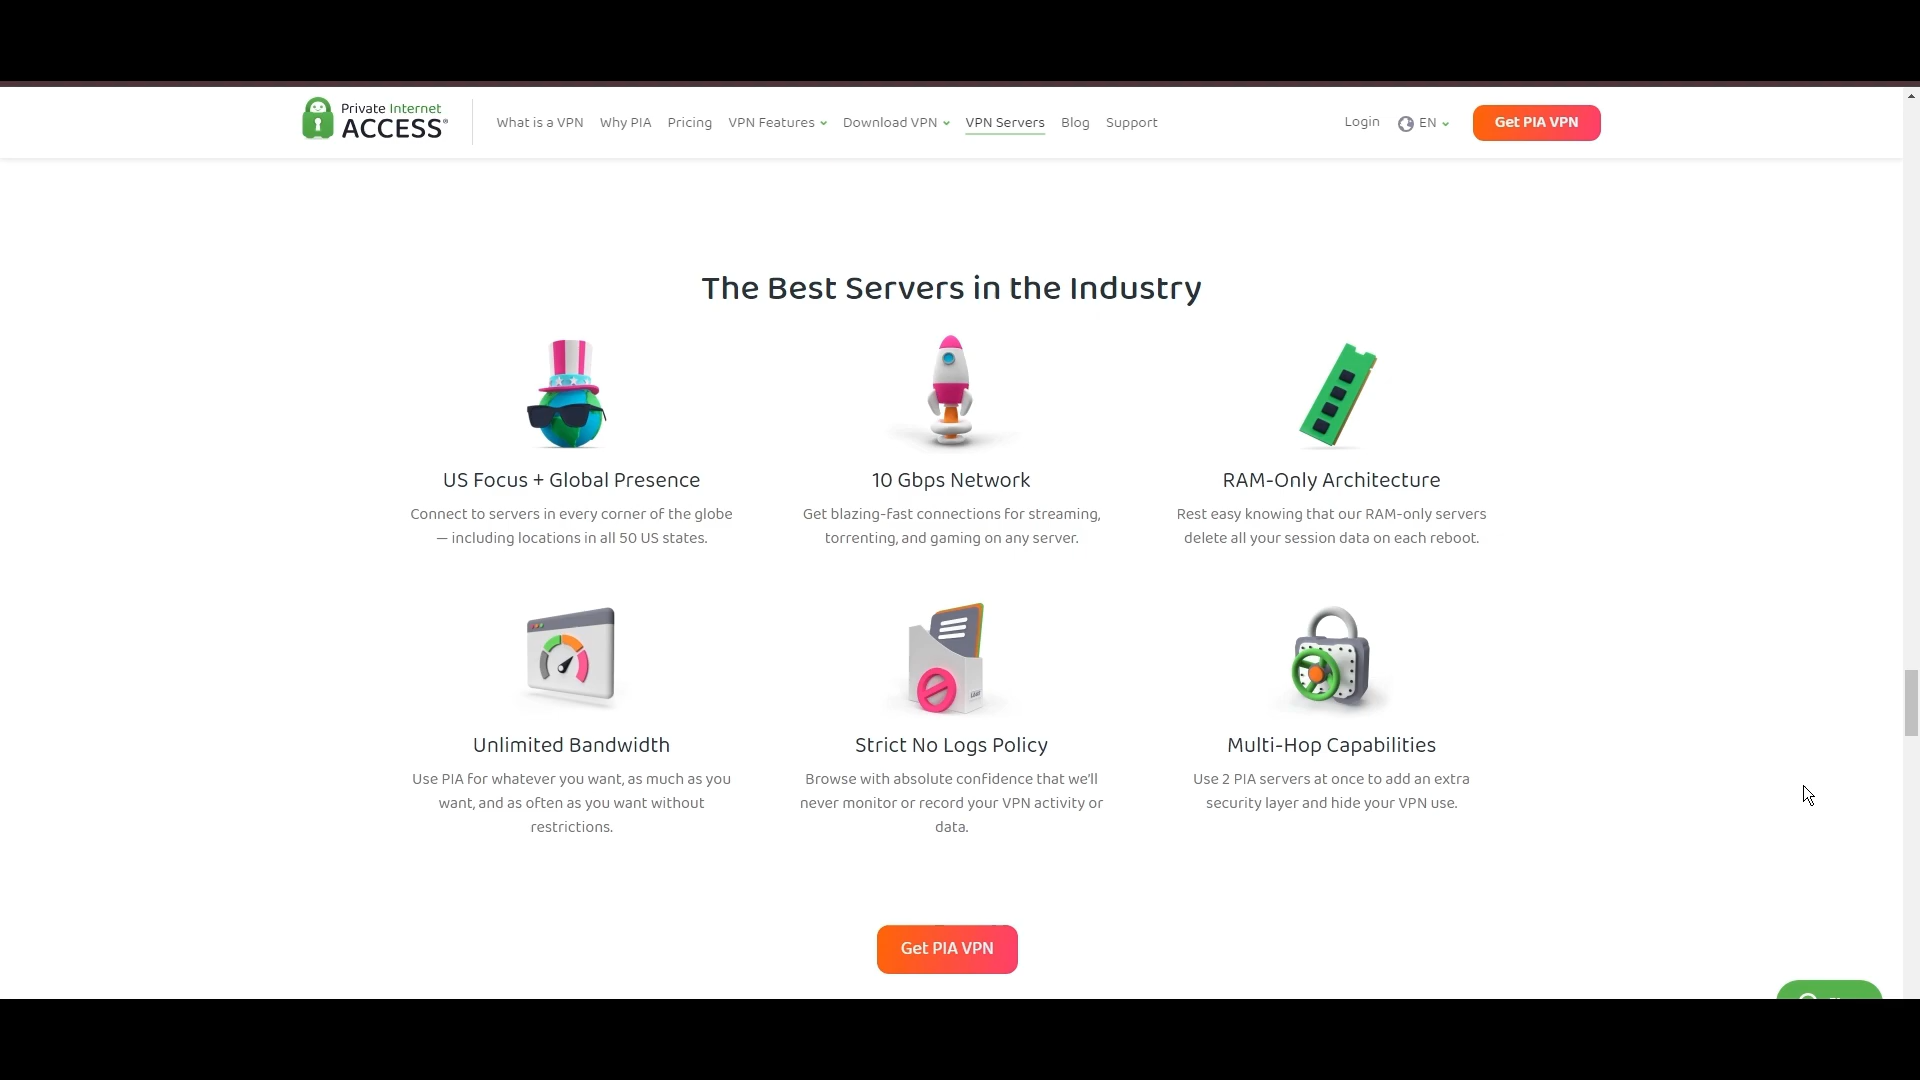 Private Internet
ACCESS®
What is a VPN Why PIA Pricing VPN Features Download VPN VPN Servers Blog Support Login EN Get PIA VPN
The Best Servers in the Industry
US Focus + Global Presence
Connect to servers in every corner of the globe
— including locations in all 50 US states.
10 Gbps Network
Get blazing-fast connections for streaming,
torrenting, and gaming on any server.
RAM-Only Architecture
Rest easy knowing that our RAM-only servers
delete all your session data on each reboot.
Unlimited Bandwidth
Use PIA for whatever you want, as much as you
want, and as often as you want without
restrictions.
Strict No Logs Policy
Browse with absolute confidence that we'll
never monitor or record your VPN activity or
data.
Multi-Hop Capabilities
Use 2 PIA servers at once to add an extra
security layer and hide your VPN use.
Get PIA VPN